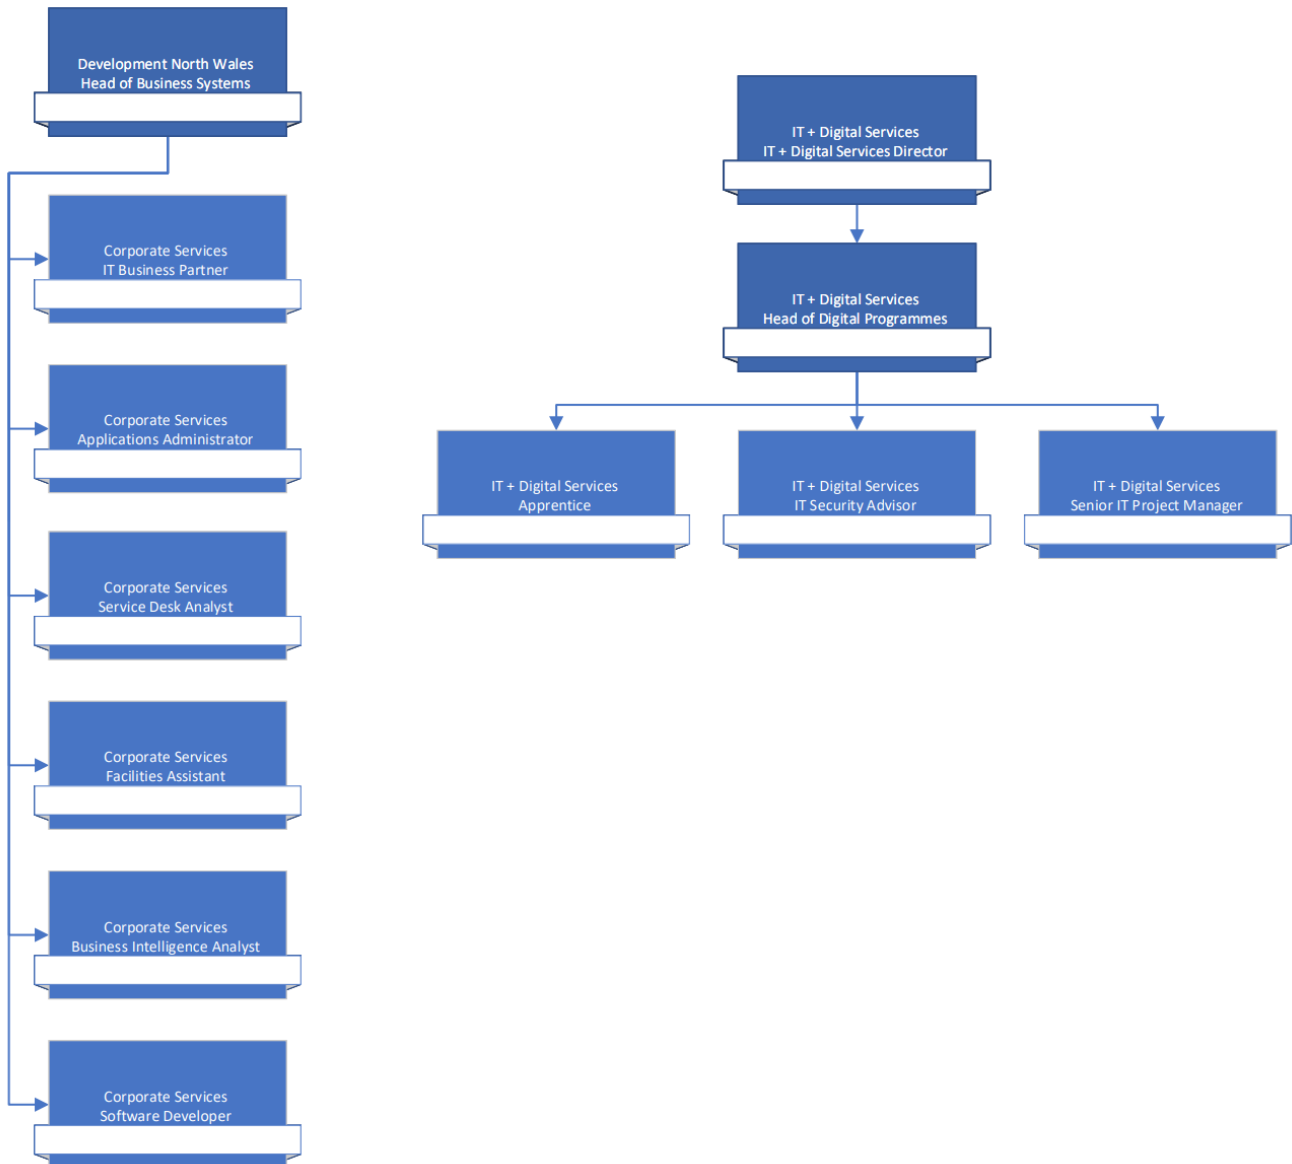 Development North Wales
Head of Business Systems
Corporate Services
IT Business Partner
Corporate Services
Applications Administrator
Corporate Services
Service Desk Analyst
Corporate Services
Facilities Assistant
Corporate Services
Business Intelligence Analyst
Corporate Services
Software Developer
IT + Digital Services
IT + Digital Services Director
IT + Digital Services
Head of Digital Programmes
IT + Digital Services
Apprentice
IT + Digital Services
IT Security Advisor
IT + Digital Services
Senior IT Project Manager